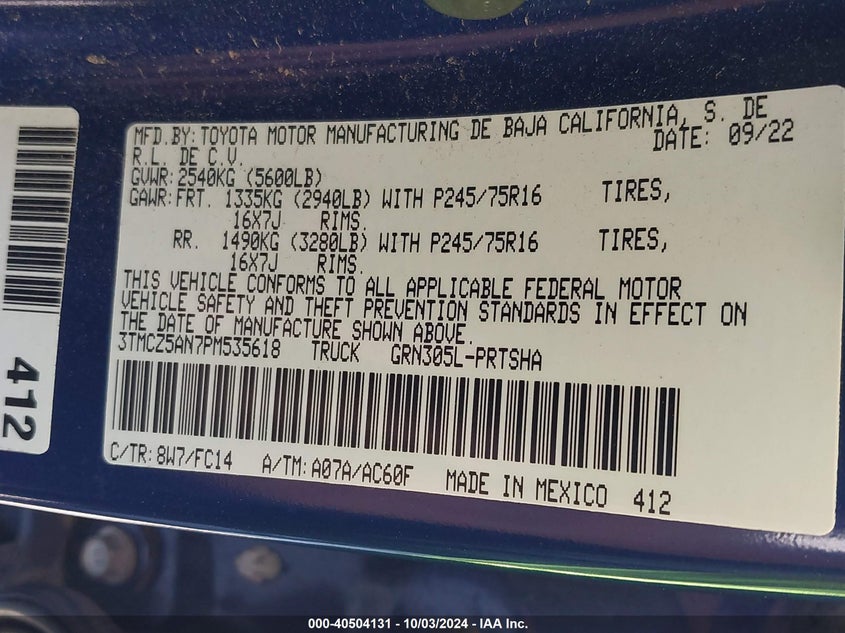 MFD.BY: TOYOTA MOTOR MANUFACTURING DE BAJA CALIFORNIA, S. DE
R.L. DE C.V. DATE: 09/22
GVWR: 2540KG (5600LB)
GAWR: FRT. 1335KG (2940LB) WITH P245/75R16 TIRES,
16X7J RIMS.
RR. 1490KG (3280LB) WITH P245/75R16 TIRES,
16X7J RIMS.
THIS VEHICLE CONFORMS TO ALL APPLICABLE FEDERAL MOTOR
VEHICLE SAFETY AND THEFT PREVENTION STANDARDS IN EFFECT ON
THE DATE OF MANUFACTURE SHOWN ABOVE.
3TMCZ5AN7PM535618 TRUCK GRN305L-PRTSHA
C/TR: 8W7/FC14 A/TM: A07A/AC60F MADE IN MEXICO 412
412
000-40504131 - 10/03/2024 - IAA Inc.